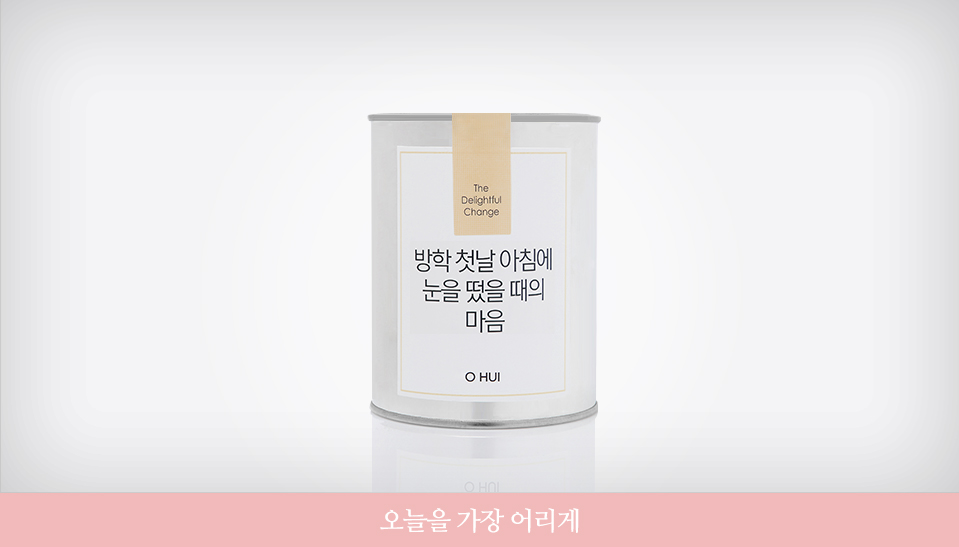 The
Delightful
Change
방학 첫날 아침에
눈을 떴을 때의
마음
O HUI
O HUI
오늘을 가장 어리게